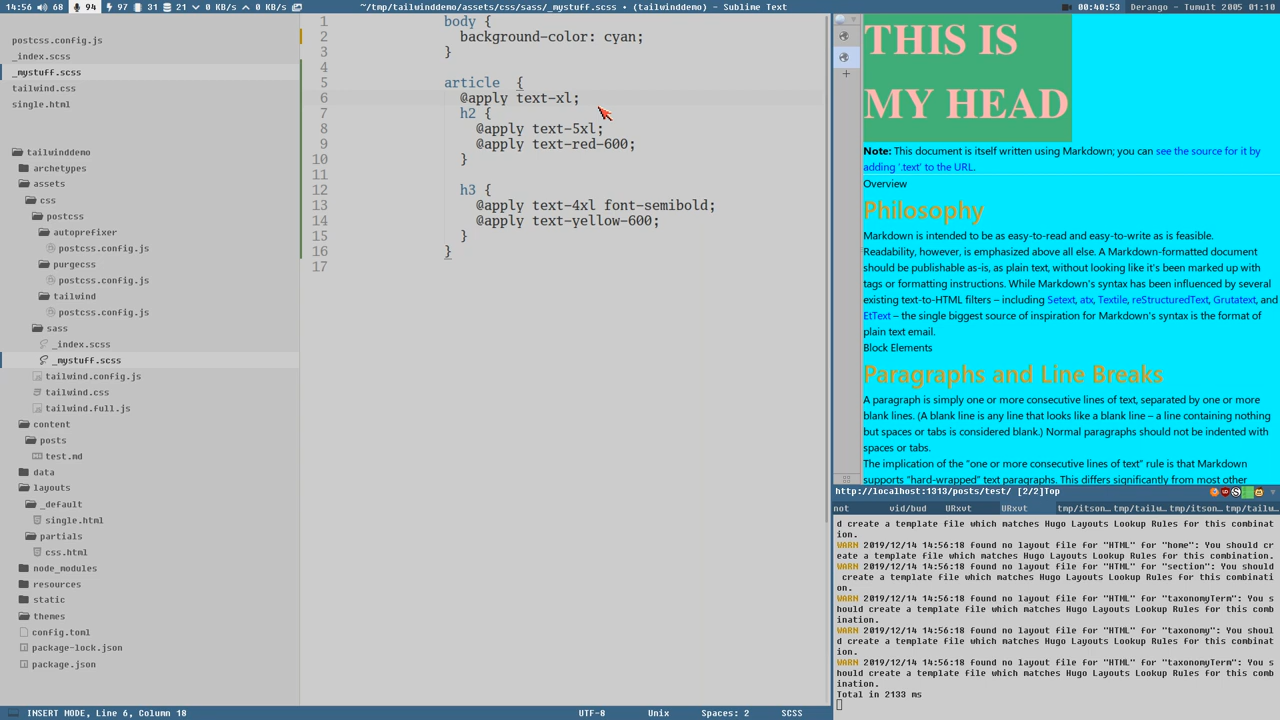 14:56 68 94 97 31 21 0 KB/s 0 KB/s
~/tmp/tailwinddemo/assets/css/sass/_mystuff.scss • (tailwinddemo) - Sublime Text
00:40:53 Derango - Tumult 2005 01:10
postcss.config.js
_index.scss
_mystuff.scss
tailwind.css
single.html
tailwinddemo
archetypes
assets
css
postcss
autoprefixer
postcss.config.js
purgecss
postcss.config.js
tailwind
postcss.config.js
sass
_index.scss
_mystuff.scss
tailwind.config.js
tailwind.css
tailwind.full.js
content
posts
test.md
data
layouts
_default
single.html
partials
css.html
node_modules
resources
static
themes
config.toml
package-lock.json
package.json
1 body {
2 background-color: cyan;
3 }
4
5 article {
6 @apply text-xl;
7 h2 {
8 @apply text-5xl;
9 @apply text-red-600;
10 }
11
12 h3 {
13 @apply text-4xl font-semibold;
14 @apply text-yellow-600;
15 }
16 }
17
THIS IS
MY HEAD
Note: This document is itself written using Markdown; you can see the source for it by
adding '.text' to the URL.
Overview
Philosophy
Markdown is intended to be as easy-to-read and easy-to-write as is feasible.
Readability, however, is emphasized above all else. A Markdown-formatted document
should be publishable as-is, as plain text, without looking like it's been marked up with
tags or formatting instructions. While Markdown's syntax has been influenced by several
existing text-to-HTML filters – including Setext, atx, Textile, reStructuredText, Grutatext, and
EtText – the single biggest source of inspiration for Markdown's syntax is the format of
plain text email.
Block Elements
Paragraphs and Line Breaks
A paragraph is simply one or more consecutive lines of text, separated by one or more
blank lines. (A blank line is any line that looks like a blank line – a line containing nothing
but spaces or tabs is considered blank.) Normal paragraphs should not be indented with
spaces or tabs.
The implication of the "one or more consecutive lines of text" rule is that Markdown
supports "hard-wrapped" text paragraphs. This differs significantly from most other
http://localhost:1313/posts/test/ [2/2]Top
not vid/bud URxvt URxvt tmp/itson… tmp/tailw… tmp/itson… tmp/tailw…
d create a template file which matches Hugo Layouts Lookup Rules for this combinat
ion.
WARN 2019/12/14 14:56:18 found no layout file for "HTML" for "home": You should cr
eate a template file which matches Hugo Layouts Lookup Rules for this combination.
WARN 2019/12/14 14:56:18 found no layout file for "HTML" for "section": You should
create a template file which matches Hugo Layouts Lookup Rules for this combinati
on.
WARN 2019/12/14 14:56:18 found no layout file for "HTML" for "taxonomyTerm": You s
hould create a template file which matches Hugo Layouts Lookup Rules for this comb
ination.
WARN 2019/12/14 14:56:18 found no layout file for "HTML" for "taxonomy": You shoul
d create a template file which matches Hugo Layouts Lookup Rules for this combinat
ion.
WARN 2019/12/14 14:56:18 found no layout file for "HTML" for "taxonomyTerm": You s
hould create a template file which matches Hugo Layouts Lookup Rules for this comb
ination.
Total in 2133 ms
INSERT MODE, Line 6, Column 18 UTF-8 Unix Spaces: 2 SCSS